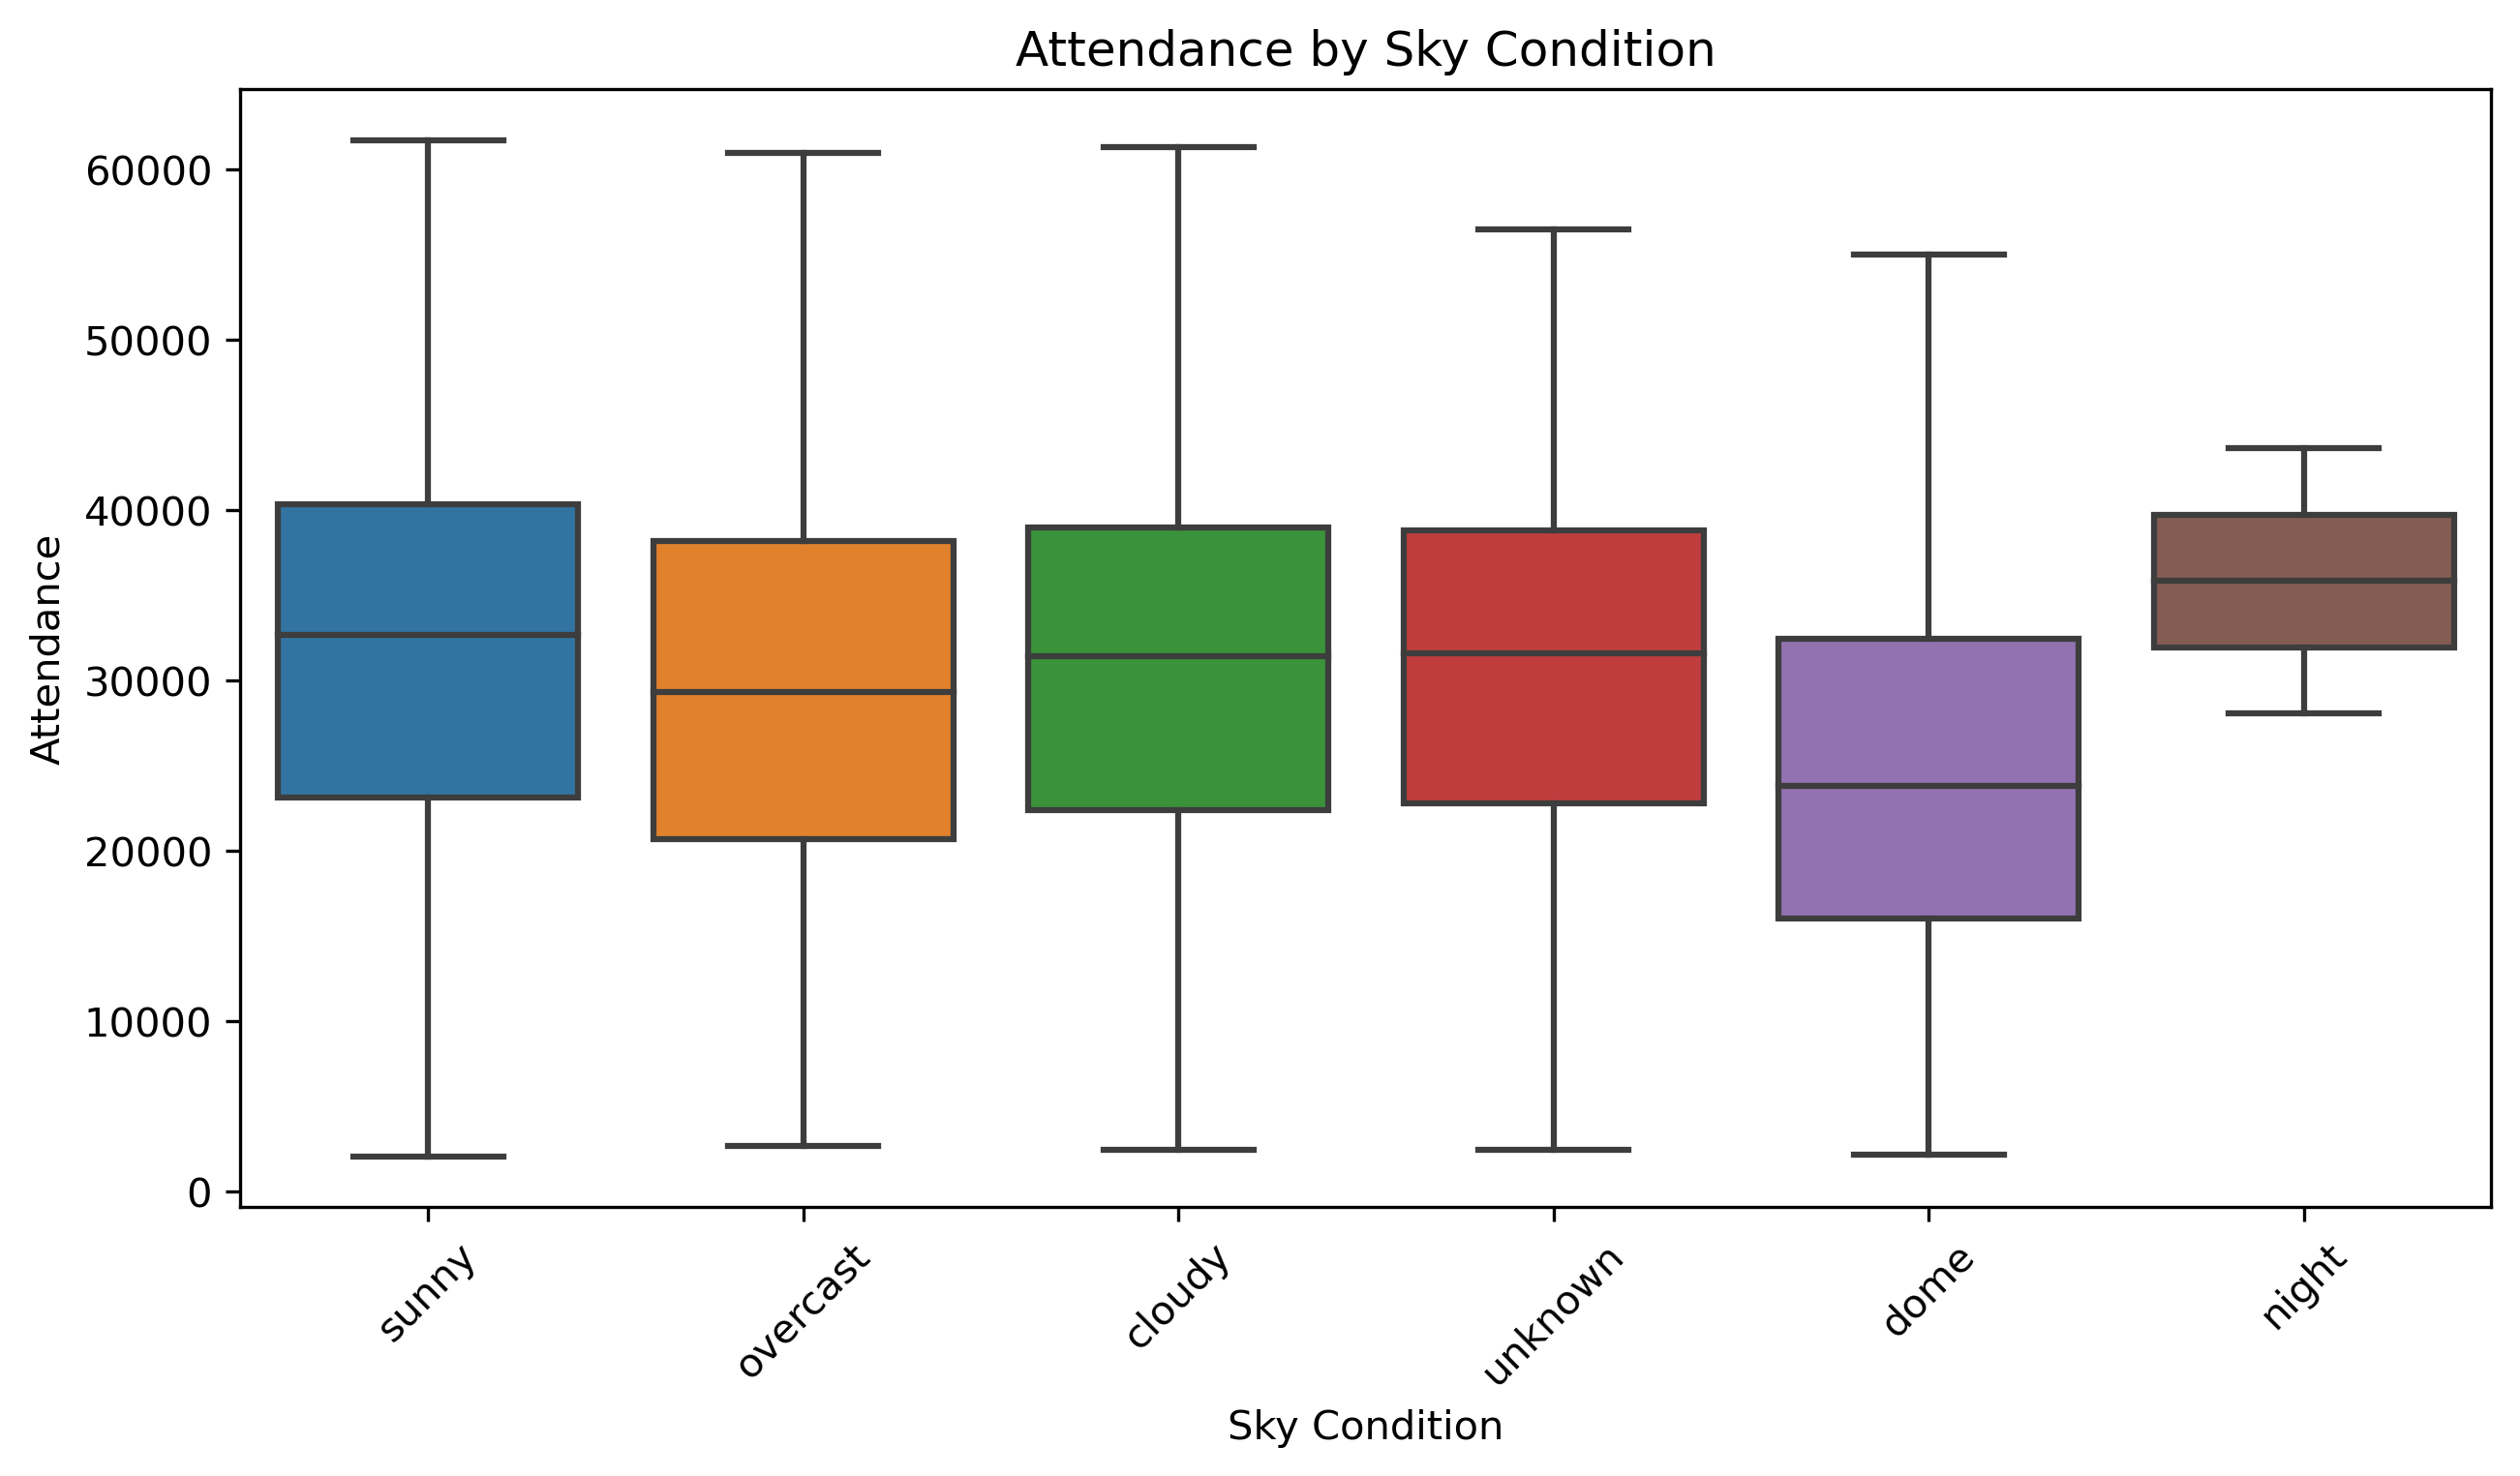 Attendance by Sky Condition
Attendance
60000
50000
40000
30000
20000
10000
0
sunny
overcast
cloudy
unknown
dome
night
Sky Condition